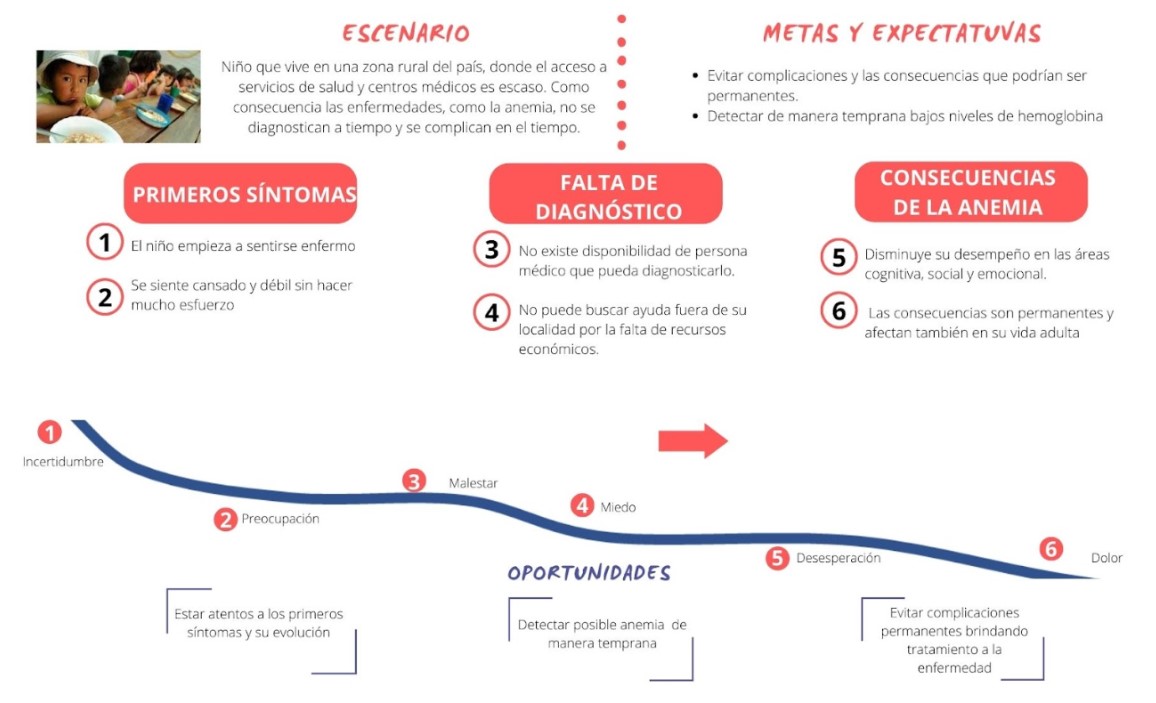 ESCENARIO
Niño que vive en una zona rural del país, donde el acceso a
servicios de salud y centros médicos es escaso. Como
consecuencia las enfermedades, como la anemia, no se
diagnostican a tiempo y se complican en el tiempo.
METAS Y EXPECTATUVAS
Evitar complicaciones y las consecuencias que podrían ser
permanentes.
Detectar de manera temprana bajos niveles de hemoglobina
PRIMEROS SÍNTOMAS
1 El niño empieza a sentirse enfermo
2 Se siente cansado y débil sin hacer
mucho esfuerzo
FALTA DE
DIAGNÓSTICO
3 No existe disponibilidad de persona
médico que pueda diagnosticarlo.
4 No puede buscar ayuda fuera de su
localidad por la falta de recursos
económicos.
CONSECUENCIAS
DE LA ANEMIA
5 Disminuye su desempeño en las áreas
cognitiva, social y emocional.
6 Las consecuencias son permanentes y
afectan también en su vida adulta
1
Incertidumbre
2 Preocupación
3 Malestar
4 Miedo
5 Desesperación
6 Dolor
OPORTUNIDADES
Estar atentos a los primeros
síntomas y su evolución
Detectar posible anemia de
manera temprana
Evitar complicaciones
permanentes brindando
tratamiento a la
enfermedad